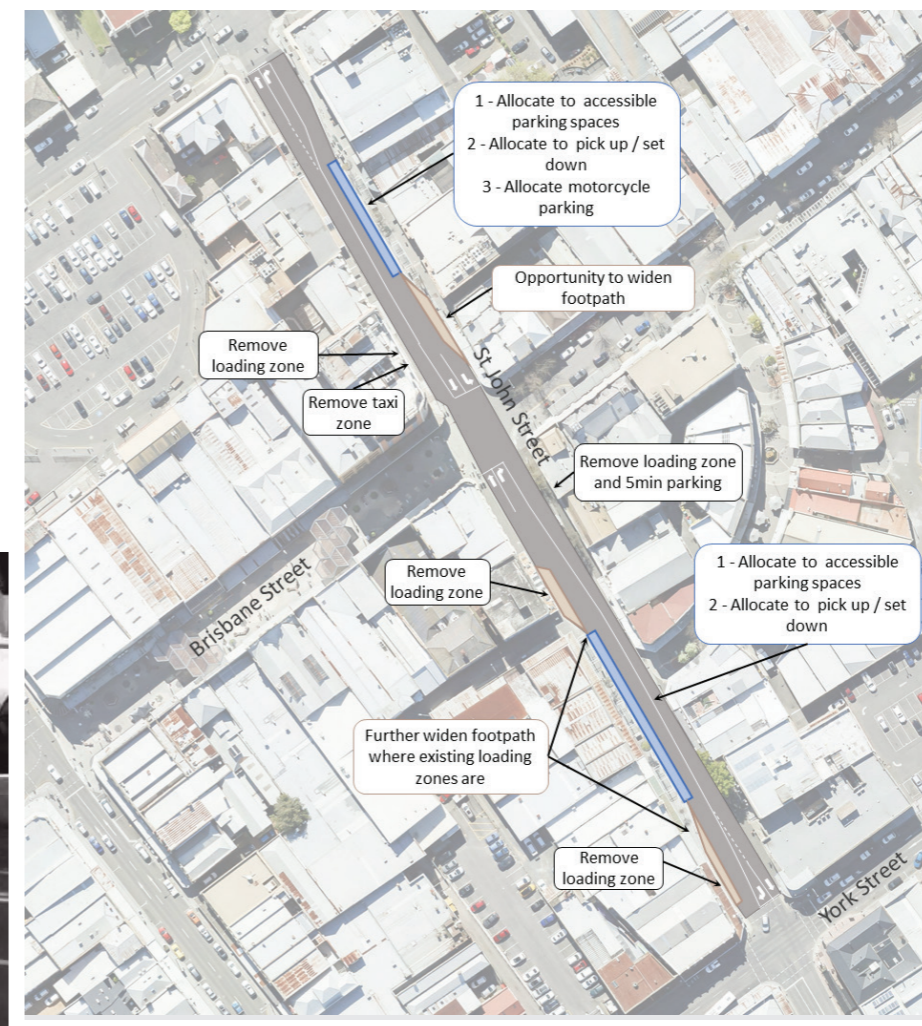 1 - Allocate to accessible
parking spaces
2 - Allocate to pick up / set
down
3 - Allocate motorcycle
parking
Opportunity to widen
footpath
Remove
loading zone
Remove taxi
zone
St John Street
Remove loading zone
and 5min parking
Remove
loading zone
Brisbane Street
1 - Allocate to accessible
parking spaces
2 - Allocate to pick up / set
down
Further widen footpath
where existing loading
zones are
Remove
loading zone
York Street